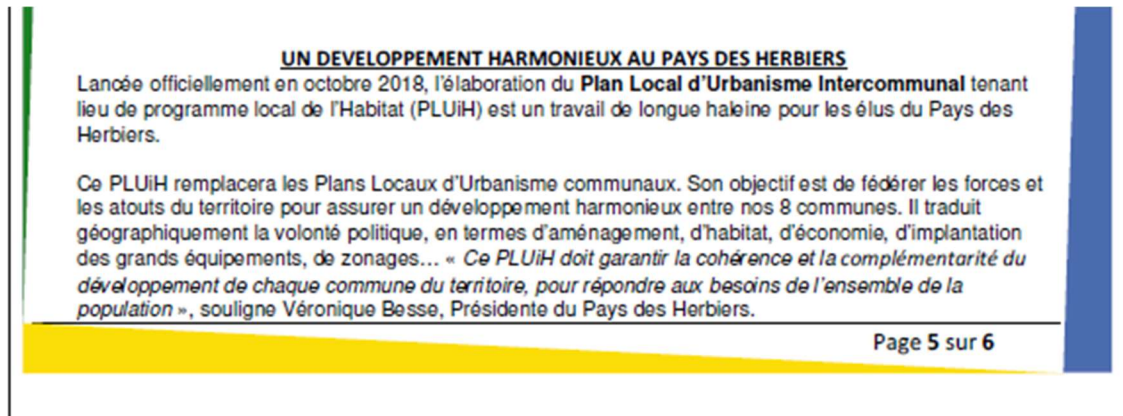 UN DEVELOPPEMENT HARMONIEUX AU PAYS DES HERBIERS
Lancée officiellement en octobre 2018, l'élaboration du Plan Local d'Urbanisme Intercommunal tenant
lieu de programme local de l'Habitat (PLUiH) est un travail de longue haleine pour les élus du Pays des
Herbiers.
Ce PLUiH remplacera les Plans Locaux d'Urbanisme communaux. Son objectif est de fédérer les forces et
les atouts du territoire pour assurer un développement harmonieux entre nos 8 communes. Il traduit
géographiquement la volonté politique, en termes d'aménagement, d'habitat, d'économie, d'implantation
des grands équipements, de zonages... « Ce PLUiH doit garantir la cohérence et la complémentarité du
développement de chaque commune du territoire, pour répondre aux besoins de l'ensemble de la
population », souligne Véronique Besse, Présidente du Pays des Herbiers.
Page 5 sur 6